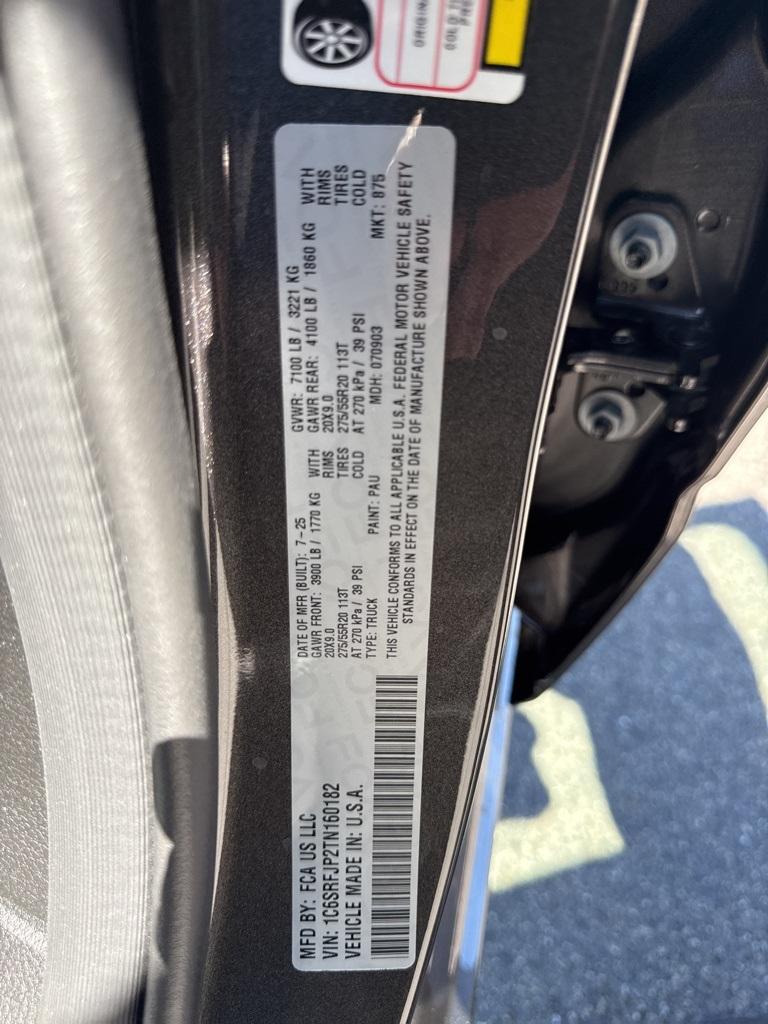 MFD BY: FCA US LLC
VIN: 1C6SRFJP2TN160182
VEHICLE MADE IN: U.S.A.
DATE OF MFR (BUILT): 7-25 GVWR: 7100 LB / 3221 KG
GAWR FRONT: 3900 LB / 1770 KG WITH GAWR REAR: 4100 LB / 1860 KG WITH
20X9.0 RIMS 20X9.0 RIMS
275/55R20 113T TIRES 275/55R20 113T TIRES
AT 270 kPa / 39 PSI COLD AT 270 kPa / 39 PSI COLD
TYPE: TRUCK PAINT: PAU MDH: 070903 MKT: 875
THIS VEHICLE CONFORMS TO ALL APPLICABLE U.S.A. FEDERAL MOTOR VEHICLE SAFETY
STANDARDS IN EFFECT ON THE DATE OF MANUFACTURE SHOWN ABOVE.